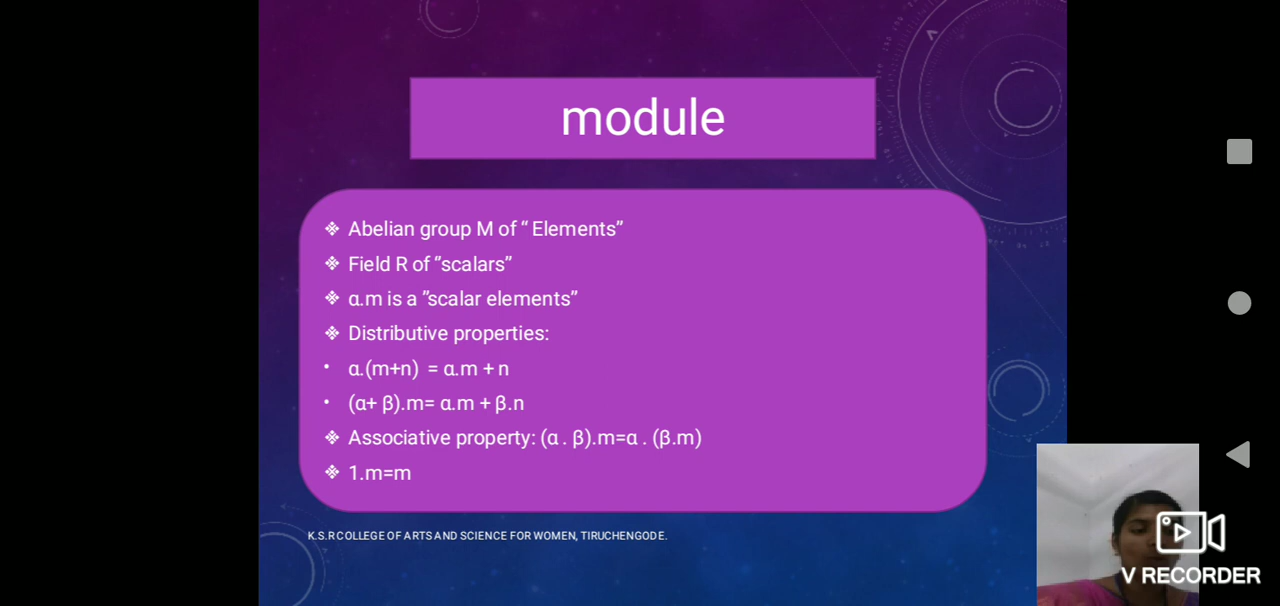 module
❖ Abelian group M of “ Elements”
❖ Field R of ”scalars”
❖ α.m is a ”scalar elements”
❖ Distributive properties:
• α.(m+n) = α.m + n
• (α+ β).m= α.m + β.n
❖ Associative property: (α . β).m=α . (β.m)
❖ 1.m=m
K.S.R COLLEGE OF ARTS AND SCIENCE FOR WOMEN, TIRUCHENGODE.
V RECORDER